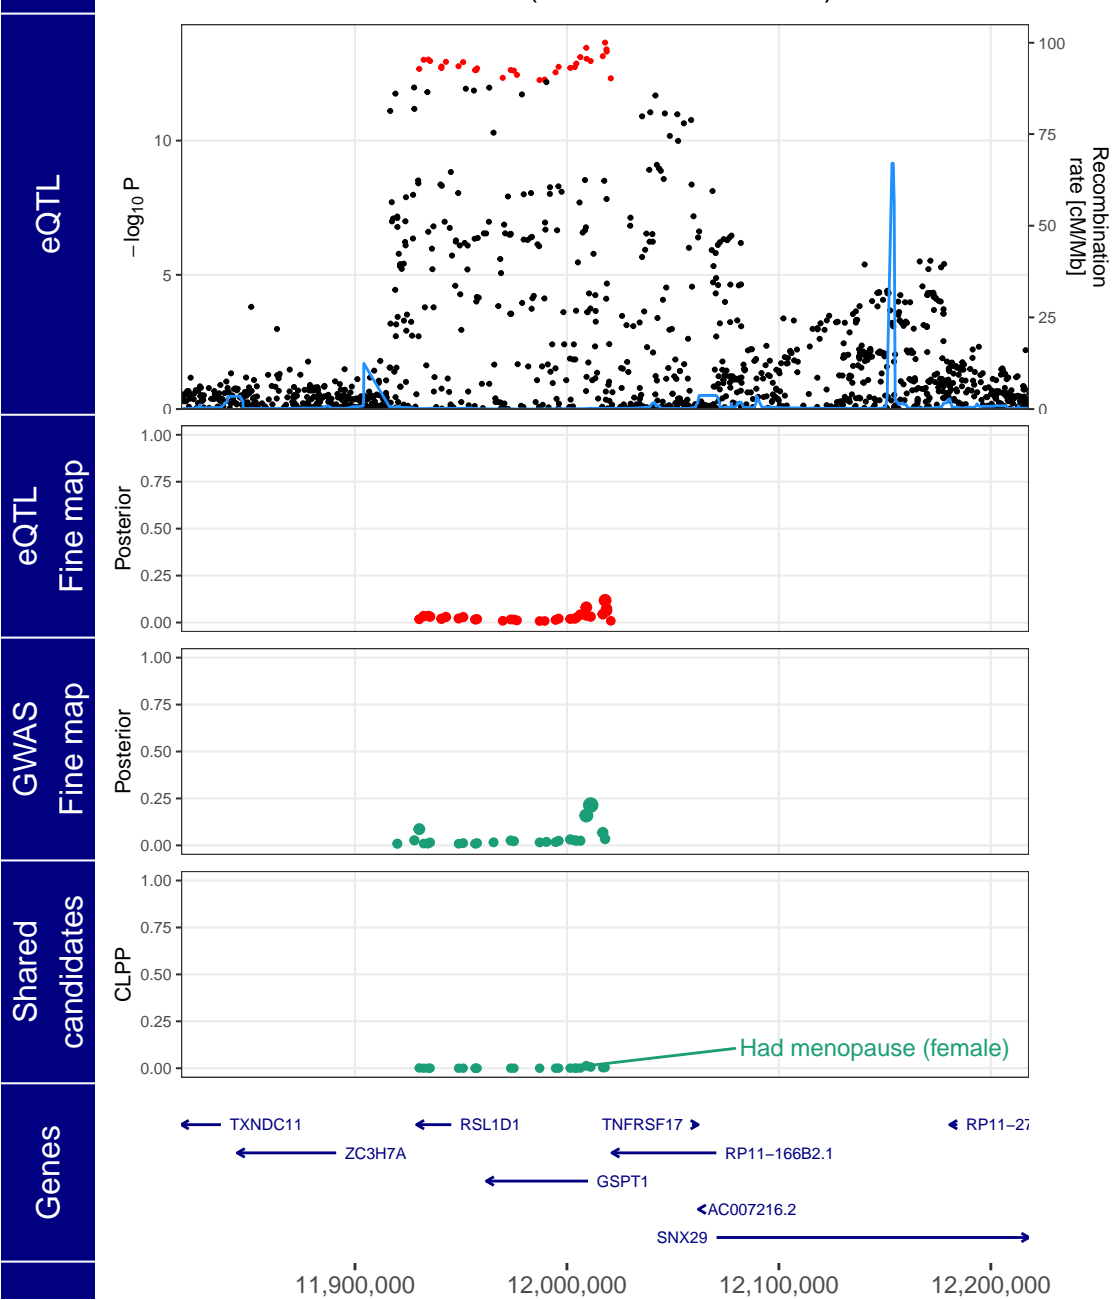 eQTL
−log10 P
10
5
0
100
75
50
25
0
Recombination
rate [cM/Mb]
eQTL
Fine map
Posterior
1.00
0.75
0.50
0.25
0.00
GWAS
Fine map
Posterior
1.00
0.75
0.50
0.25
0.00
Shared
candidates
CLPP
1.00
0.75
0.50
0.25
0.00
Had menopause (female)
Genes
TXNDC11
RSL1D1
TNFRSF17
RP11−27
ZC3H7A
RP11−166B2.1
GSPT1
AC007216.2
SNX29
11,900,000
12,000,000
12,100,000
12,200,000